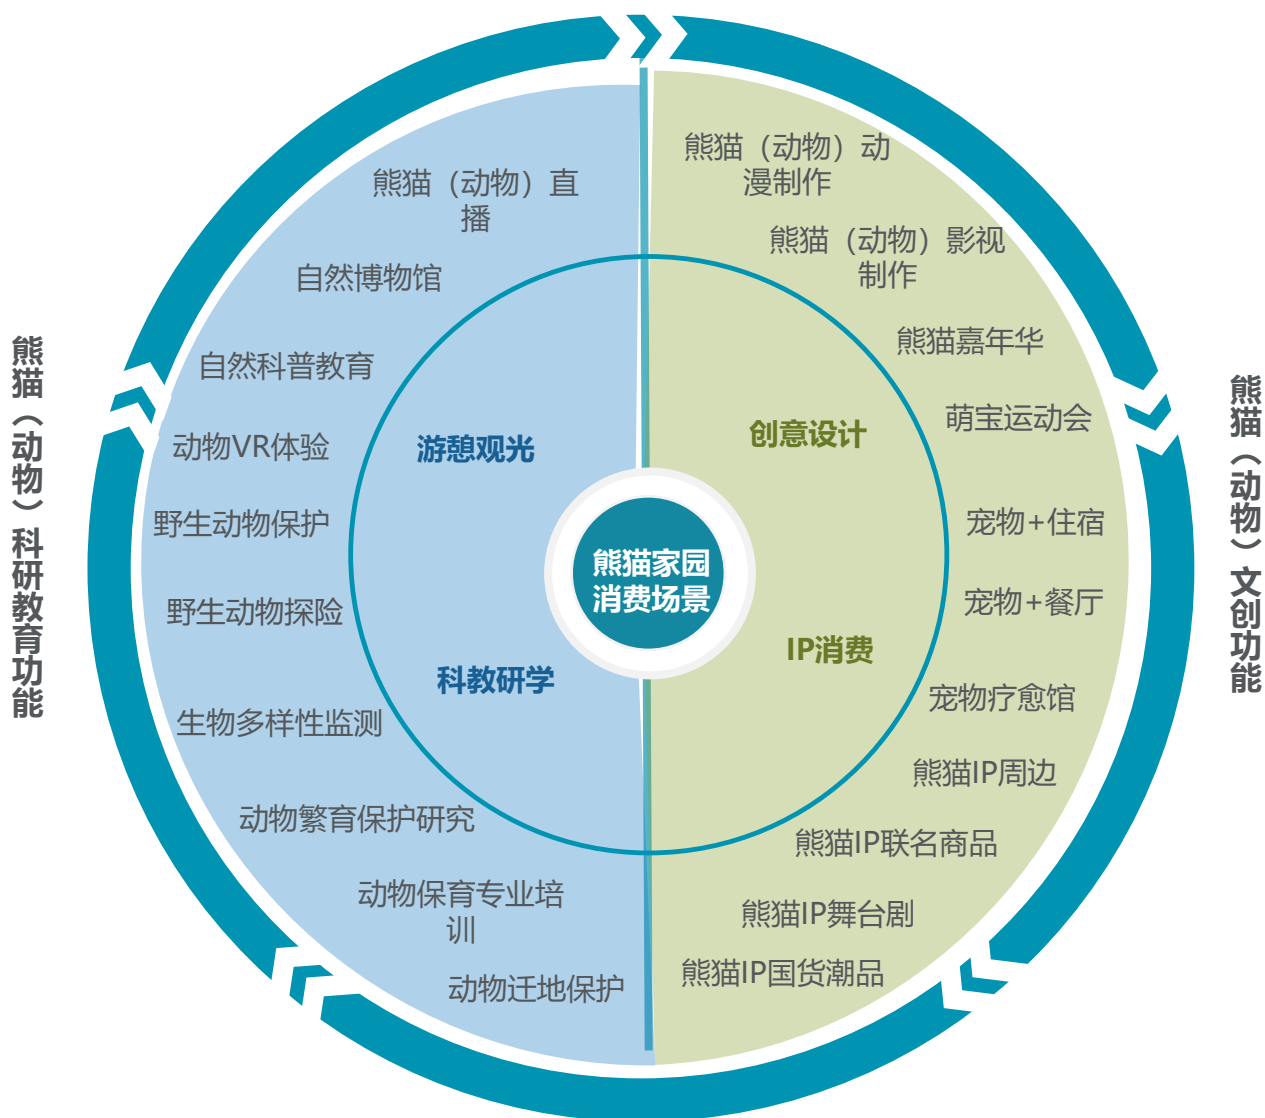 熊猫（动物）科研教育功能
熊猫（动物）直
播
自然博物馆
自然科普教育
动物VR体验
野生动物保护
野生动物探险
生物多样性监测
动物繁育保护研究
动物保育专业培
训
动物迁地保护
游憩观光
科教研学
熊猫家园
消费场景
创意设计
IP消费
熊猫（动物）动
漫制作
熊猫（动物）影视
制作
熊猫嘉年华
萌宝运动会
宠物+住宿
宠物+餐厅
宠物疗愈馆
熊猫IP周边
熊猫IP联名商品
熊猫IP舞台剧
熊猫IP国货潮品
熊猫（动物）文创功能